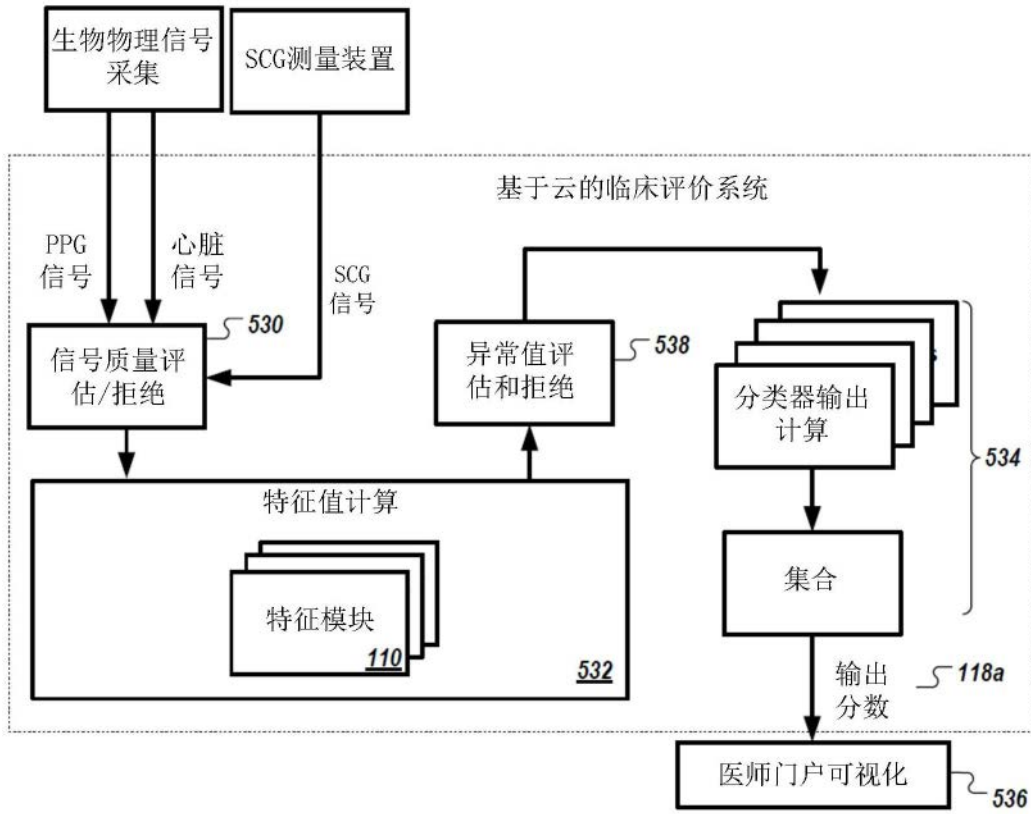 生物物理信号
采集
SCG测量装置
基于云的临床评价系统
PPG
信号
心脏
信号
SCG
信号
530
信号质量评
估/拒绝
异常值评
估和拒绝
538
s
分类器输出
计算
534
特征值计算
特征模块
110
532
集合
输出
分数
118a
医师门户可视化
536